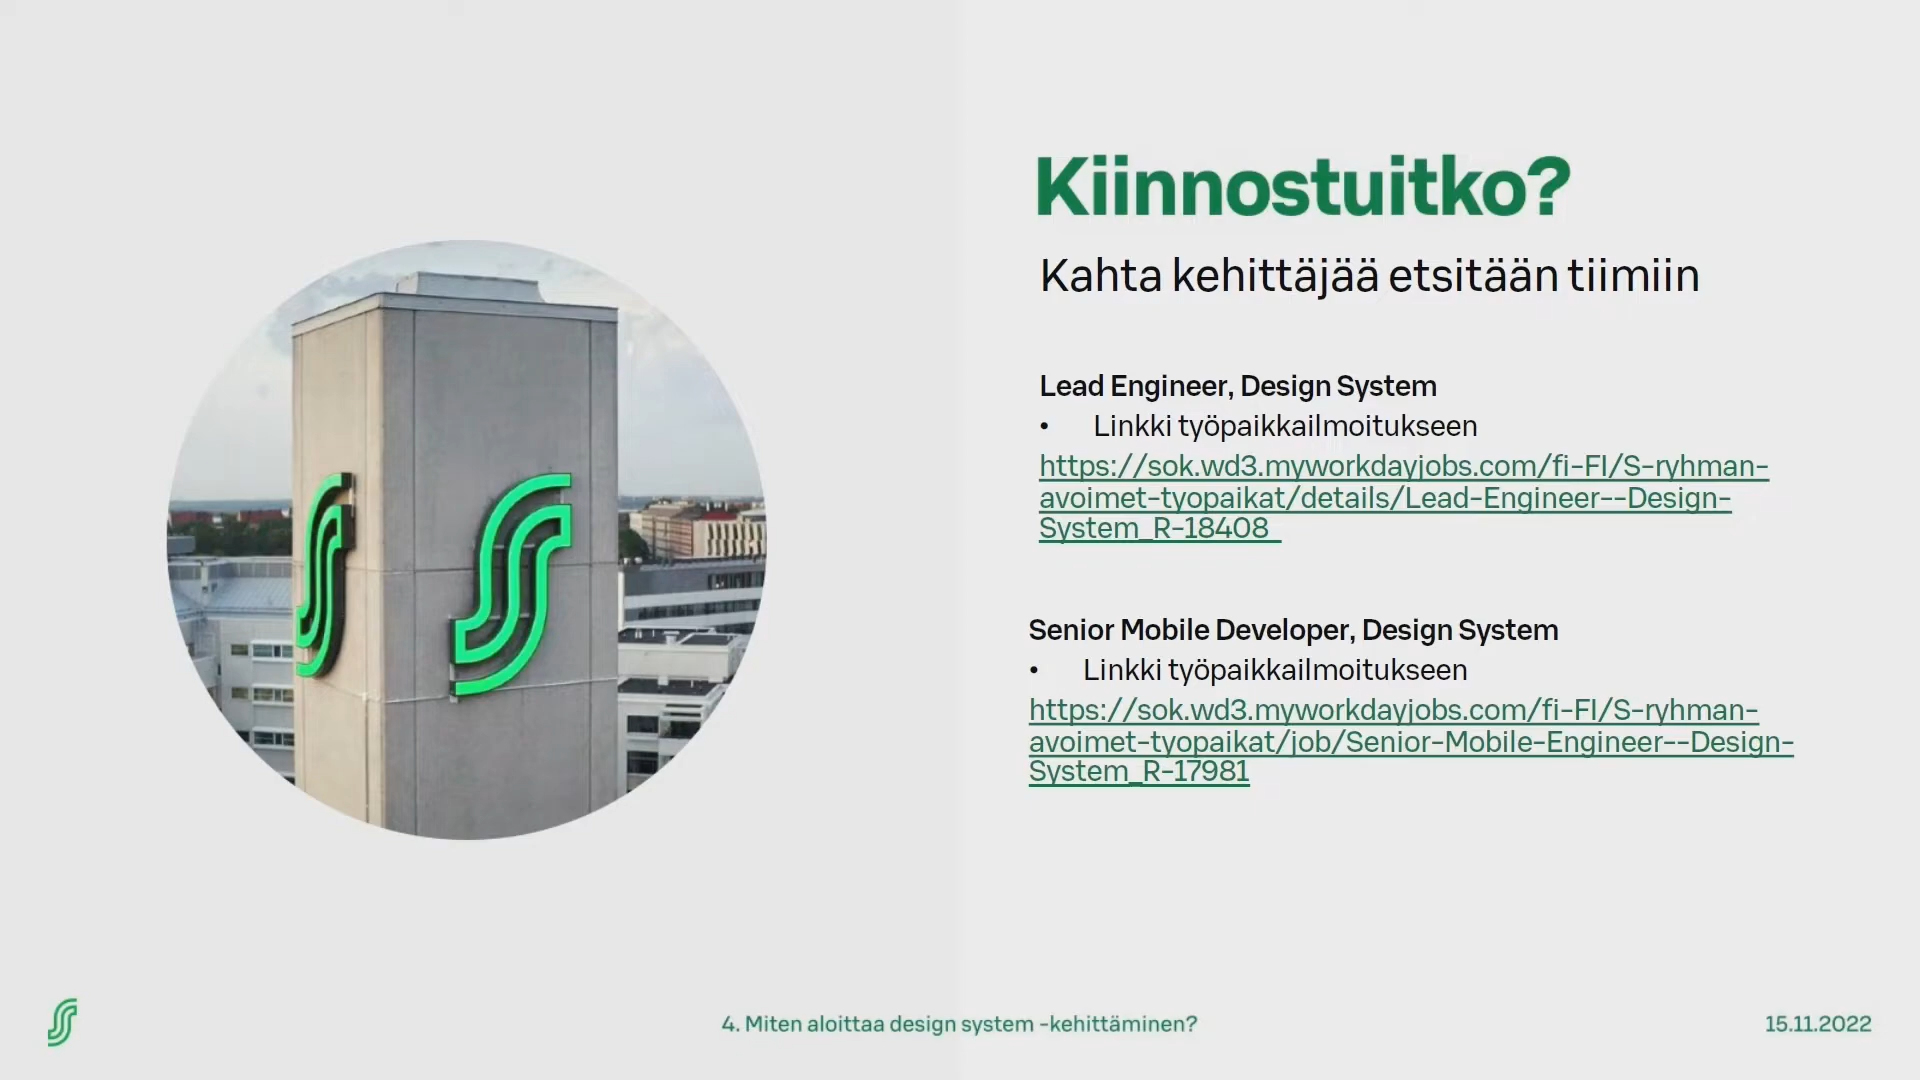 Kiinnostuitko?
Kahta kehittäjää etsitään tiimiin
Lead Engineer, Design System
• Linkki työpaikkailmoitukseen
https://sok.wd3.myworkdayjobs.com/fi-FI/S-ryhman-
avoimet-tyopaikat/details/Lead-Engineer--Design-
System_R-18408
Senior Mobile Developer, Design System
• Linkki työpaikkailmoitukseen
https://sok.wd3.myworkdayjobs.com/fi-FI/S-ryhman-
avoimet-tyopaikat/job/Senior-Mobile-Engineer--Design-
System_R-17981
4. Miten aloittaa design system -kehittäminen?
15.11.2022